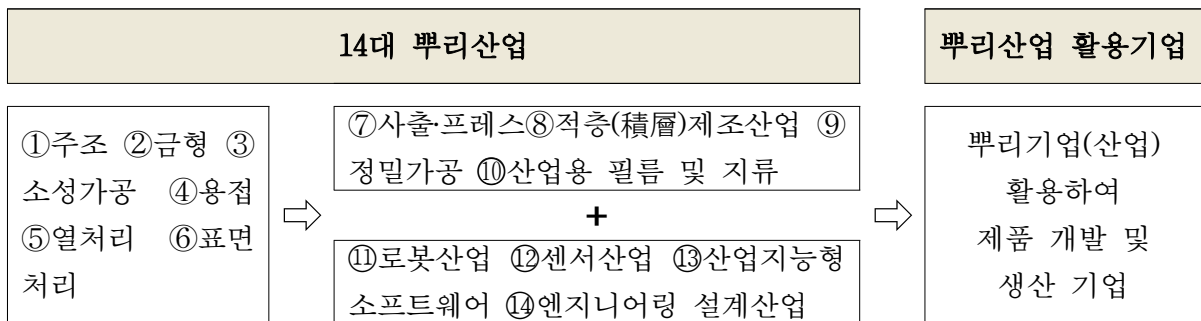 14대 뿌리산업
뿌리산업 활용기업
①주조 ②금형 ③
소성가공 ④용접
⑤열처리 ⑥표면
처리
⑦사출·프레스⑧적층(積層)제조산업 ⑨
정밀가공 ⑩산업용 필름 및 지류
+
⑪로봇산업 ⑫센서산업 ⑬산업지능형
소프트웨어 ⑭엔지니어링 설계산업
뿌리기업(산업)
활용하여
제품 개발 및
생산 기업